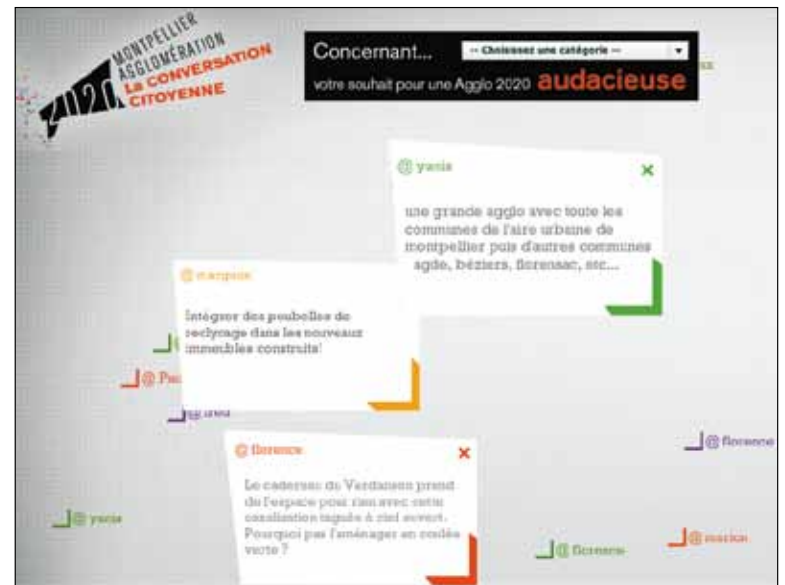 MONTPELLIER
AGGLOMÉRATION
2020 La CONVERSATION
CITOYENNE
Concernant... -- Choisissez une catégorie --
votre souhait pour une Agglo 2020 audacieuse
@ yanis
une grande agglo avec toute les
communes de l'aire urbaine de
montpellier puis d'autres communes
agde, béziers, florensac, etc...
Intégrer des poubelles de
reclycage dans les nouveaux
immeubles construits!
@ florence
Le cadereau du Verdanson prend
de l'espace pour rien avec cette
canalisation taguée à ciel ouvert.
Pourquoi pas l'aménager en coulée
verte ?
@ florence
@ yanis
@ florence
@ marion